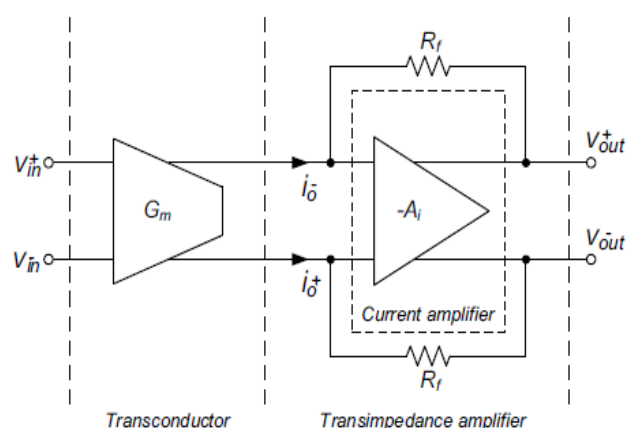 R_f
V_in^+
V_out^+
i_o^-
G_m
-A_i
V_in^-
V_out^-
i_o^+
Current amplifier
R_f
Transconductor
Transimpedance amplifier